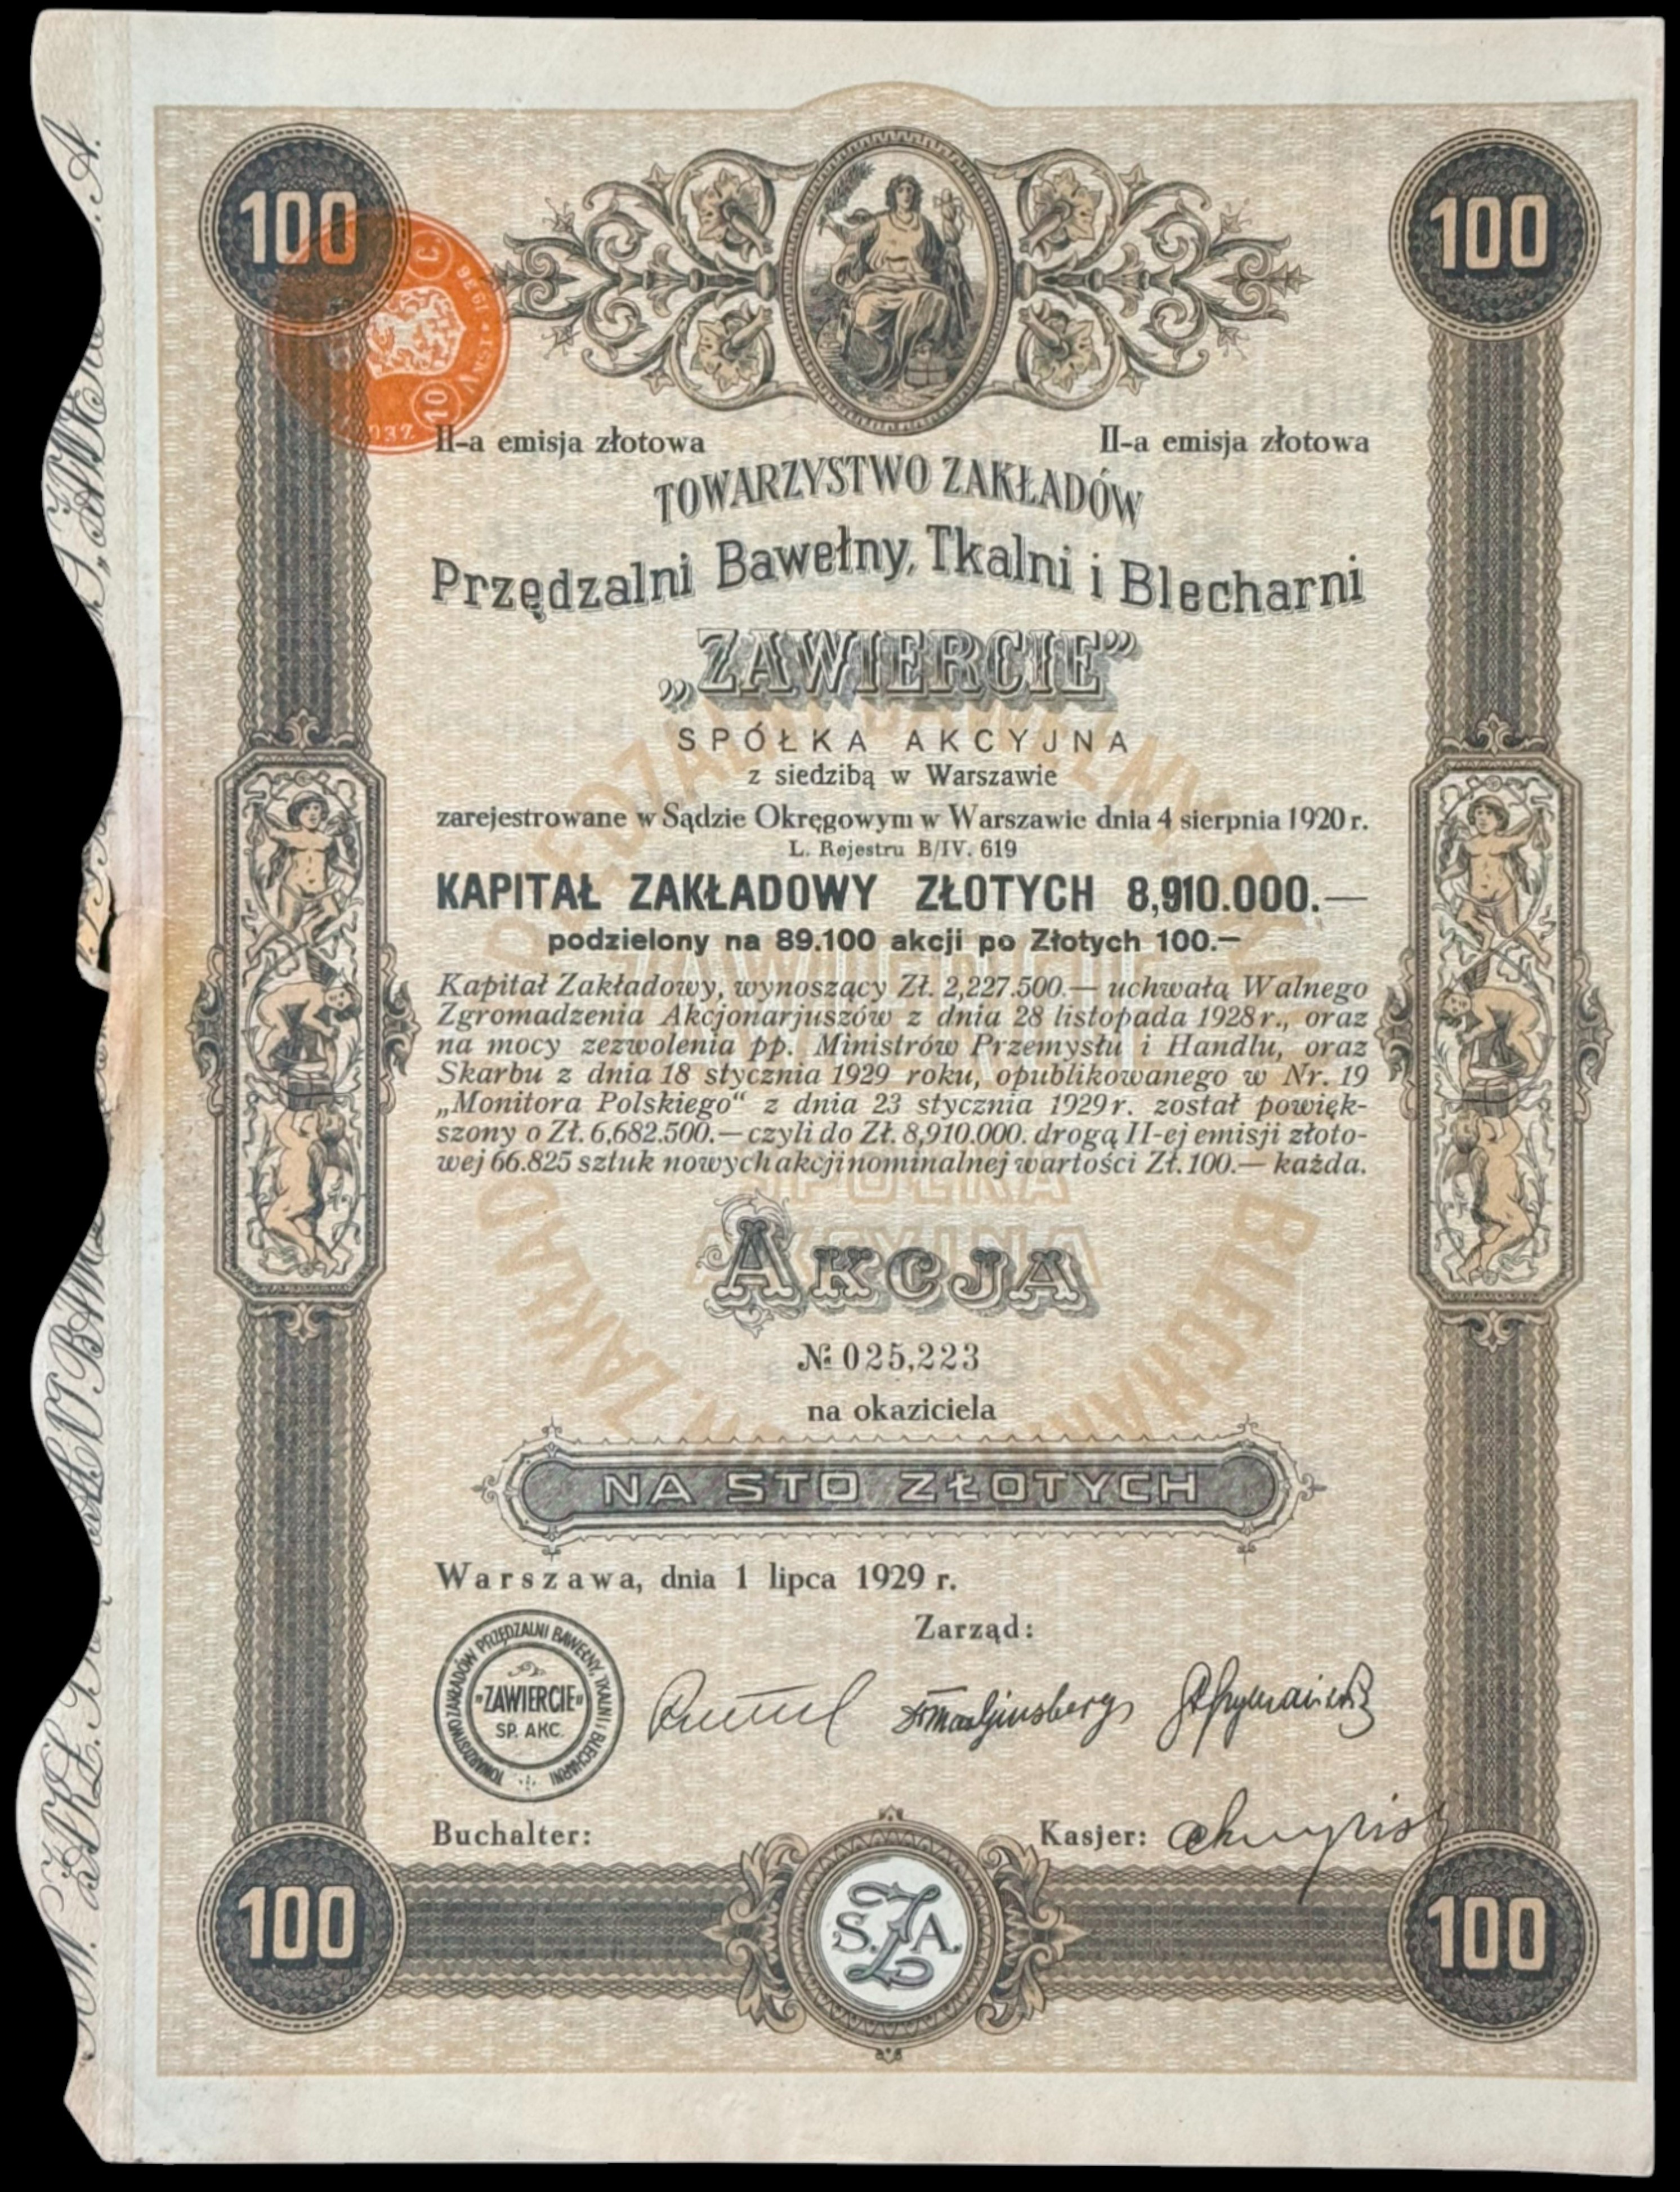 100
100
II-a emisja złotowa
II-a emisja złotowa
TOWARZYSTWO ZAKŁADÓW
Przędzalni Bawełny, Tkalni i Blecharni
„ZAWIERCIE”
SPÓŁKA AKCYJNA
z siedzibą w Warszawie
zarejestrowane w Sądzie Okręgowym w Warszawie dnia 4 sierpnia 1920 r.
L. Rejestru B/IV. 619
KAPITAŁ ZAKŁADOWY ZŁOTYCH 8,910.000.—
podzielony na 89.100 akcji po Złotych 100.—
Kapitał Zakładowy, wynoszący Zł. 2,227.500.— uchwałą Walnego
Zgromadzenia Akcjonarjuszów z dnia 28 listopada 1928 r., oraz
na mocy zezwolenia pp. Ministrów Przemysłu i Handlu, oraz
Skarbu z dnia 18 stycznia 1929 roku, opublikowanego w Nr. 19
„Monitora Polskiego“ z dnia 23 stycznia 1929 r. został powięk-
szony o Zł. 6,682.500.— czyli do Zł. 8,910.000. drogą II-ej emisji złoto-
wej 66.825 sztuk nowych akcji nominalnej wartości Zł. 100.— każda.
SPÓŁKA
AKCYJNA
AKCJA
№ 025,223
na okaziciela
NA STO ZŁOTYCH
Warszawa, dnia 1 lipca 1929 r.
Zarząd:
TOWARZYSTWO ZAKŁADÓW PRZĘDZALNI BAWEŁNY, TKALNI I BLECHARNI
"ZAWIERCIE"
SP. AKC.
Buchalter:
Kasjer:
100
S.Z.A.
100